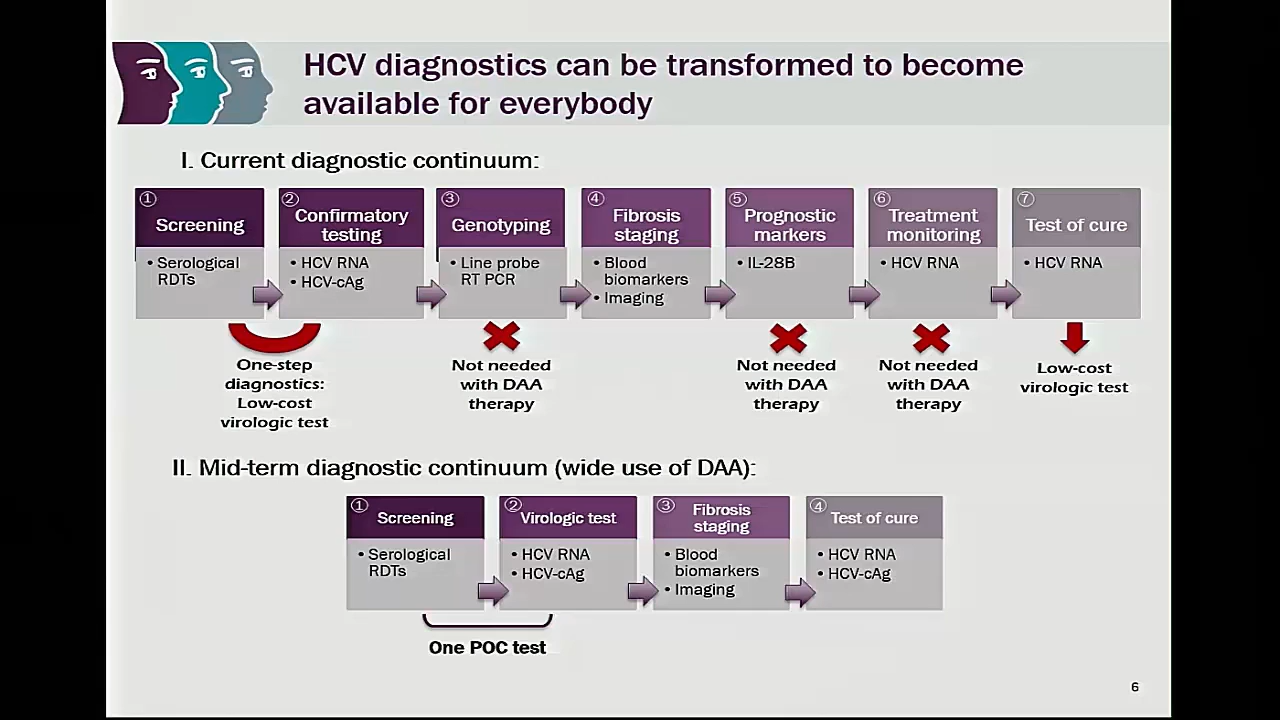 HCV diagnostics can be transformed to become
available for everybody
I. Current diagnostic continuum:
① Screening
• Serological
RDTs
② Confirmatory
testing
• HCV RNA
• HCV-cAg
③ Genotyping
• Line probe
RT PCR
④ Fibrosis
staging
• Blood
biomarkers
• Imaging
⑤ Prognostic
markers
• IL-28B
⑥ Treatment
monitoring
• HCV RNA
⑦ Test of cure
• HCV RNA
One-step
diagnostics:
Low-cost
virologic test
Not needed
with DAA
therapy
Not needed
with DAA
therapy
Not needed
with DAA
therapy
Low-cost
virologic test
II. Mid-term diagnostic continuum (wide use of DAA):
① Screening
• Serological
RDTs
② Virologic test
• HCV RNA
• HCV-cAg
③ Fibrosis
staging
• Blood
biomarkers
• Imaging
④ Test of cure
• HCV RNA
• HCV-cAg
One POC test
6